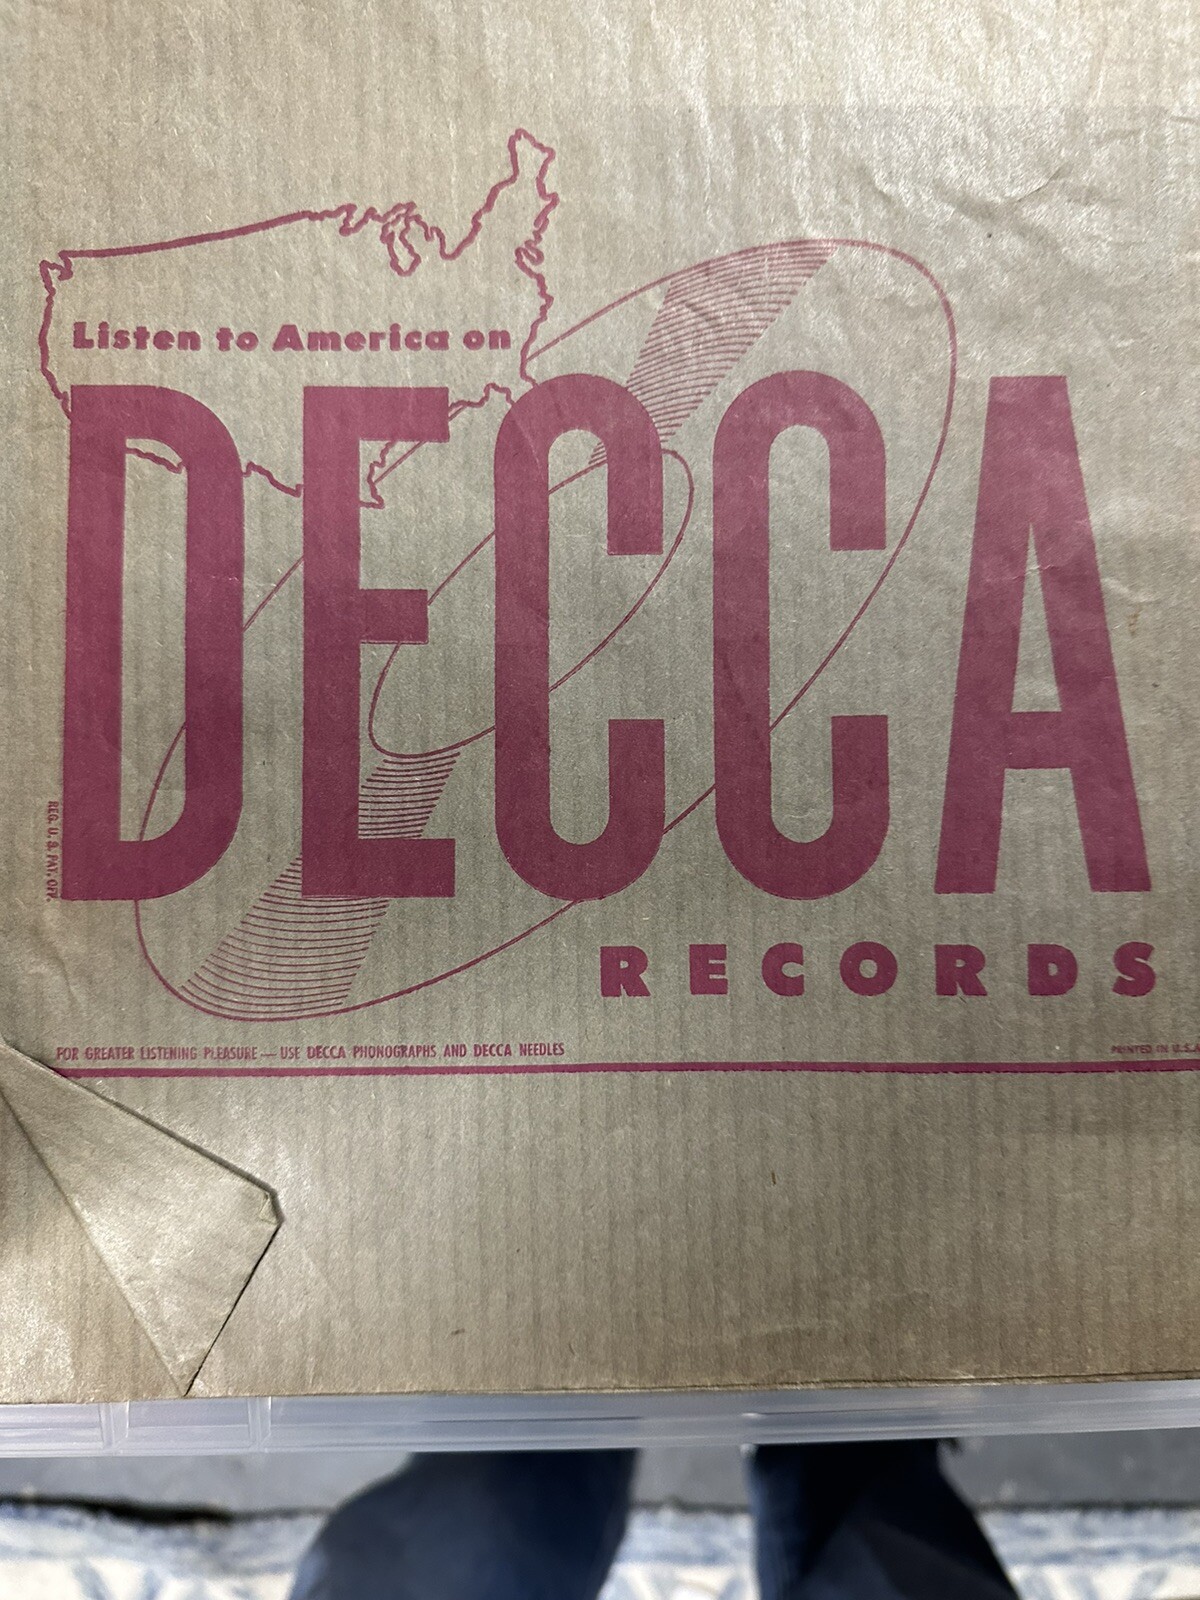 Listen to America on
DECCA
REG. U. S. PAT. OFF.
RECORDS
FOR GREATER LISTENING PLEASURE — USE DECCA PHONOGRAPHS AND DECCA NEEDLES
PRINTED IN U.S.A